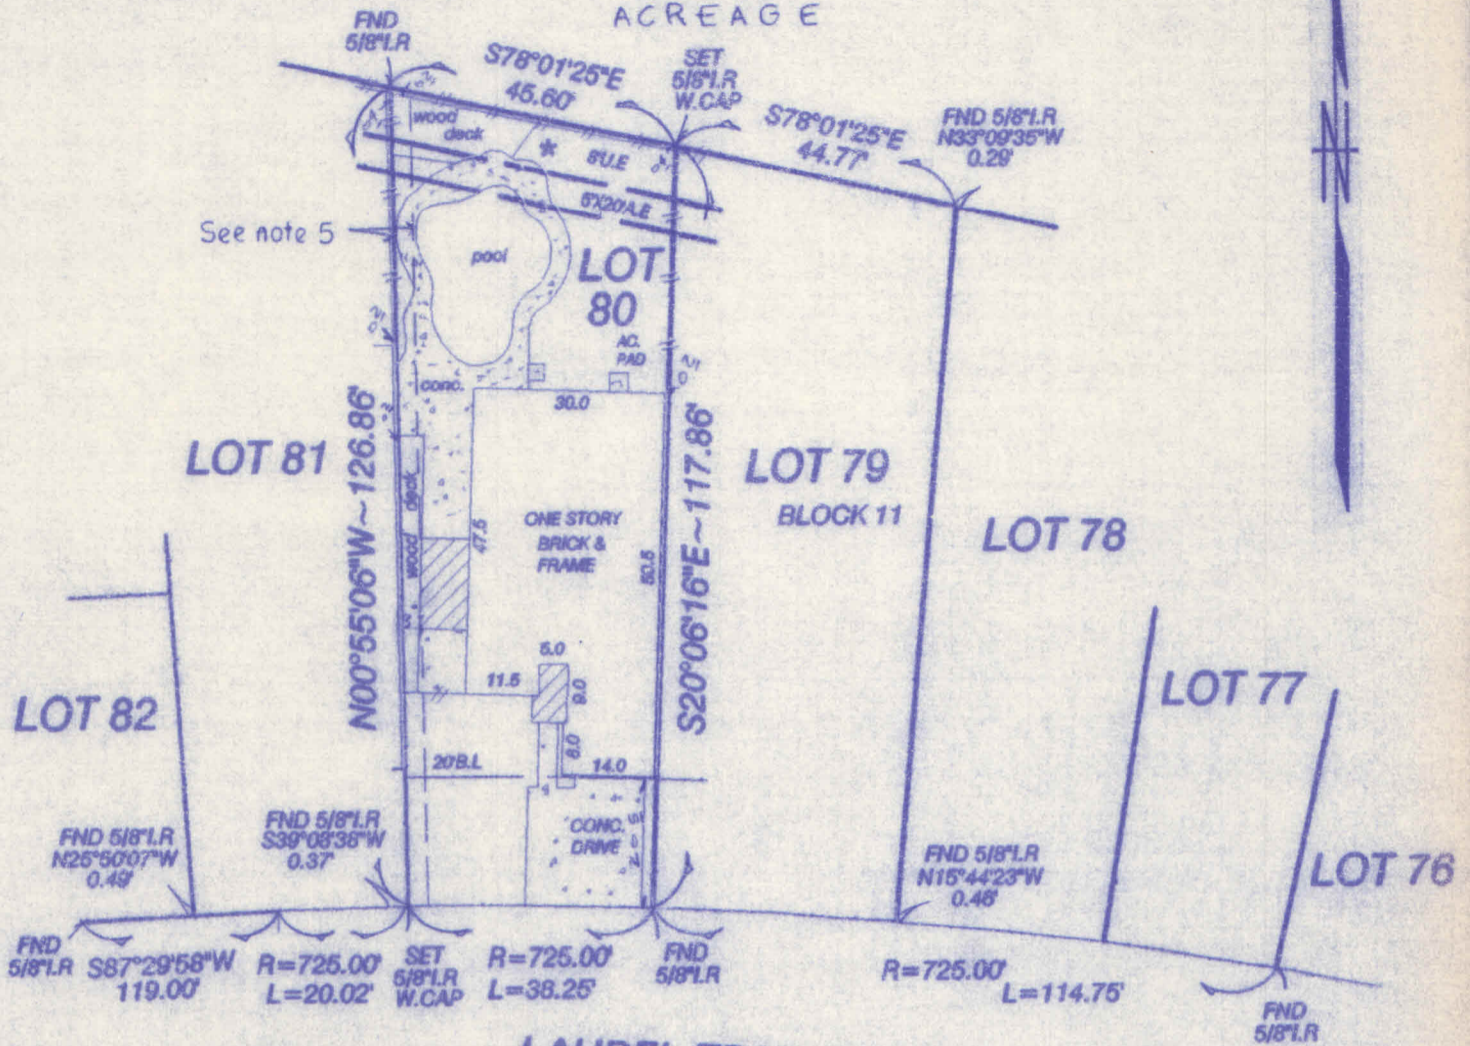 ACREAGE
FND
5/8"I.R
S78°01'25"E
45.60'
SET
5/8"I.R
W.CAP
S78°01'25"E
44.77'
FND 5/8"I.R
N33°09'35"W
0.29'
N
wood
deck
*
8'U.E
5'X20'A.E
See note 5
pool
LOT
80
AC.
PAD
conc.
30.0
LOT 81
N00°55'06"W~126.86'
wood deck
47.5
ONE STORY
BRICK &
FRAME
50.5
S20°06'16"E~117.86'
LOT 79
BLOCK 11
LOT 78
LOT 82
5.0
11.5
9.0
8.0
14.0
20'B.L
LOT 77
FND 5/8"I.R
N25°50'07"W
0.49'
FND 5/8"I.R
S39°08'38"W
0.37'
CONC.
DRIVE
FND 5/8"I.R
N15°44'23"W
0.46'
LOT 76
FND
5/8"I.R
S87°29'58"W
119.00'
R=725.00'
L=20.02'
SET
5/8"I.R
W.CAP
R=725.00'
L=38.25'
FND
5/8"I.R
R=725.00'
L=114.75'
FND
5/8"I.R